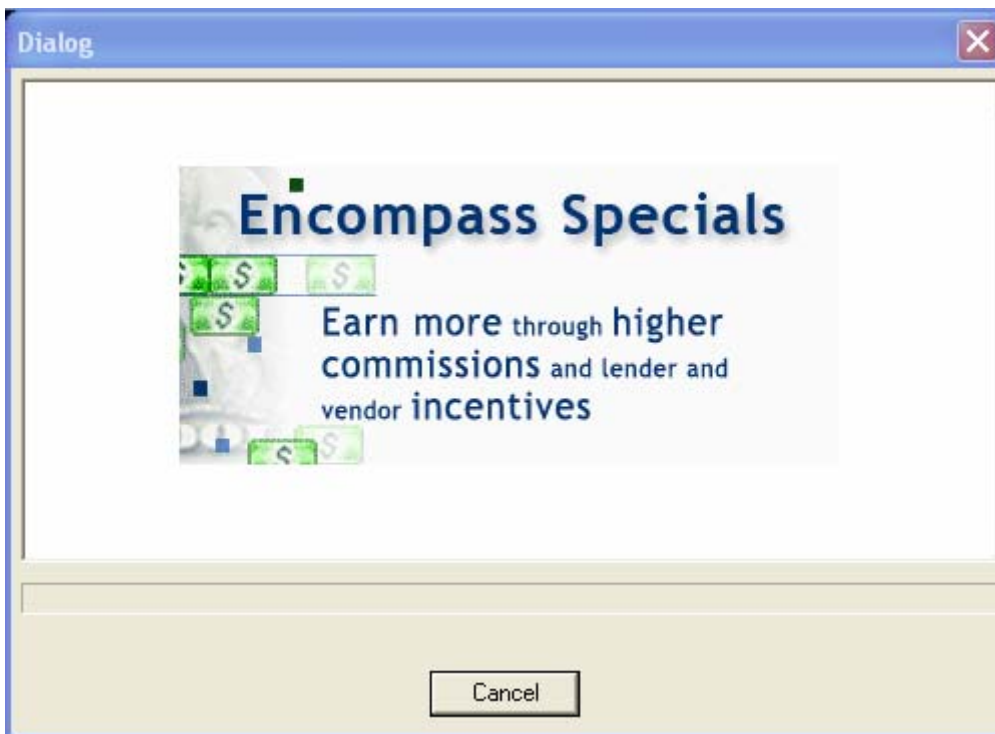 Dialog
Encompass Specials
Earn more through higher
commissions and lender and
vendor incentives
Cancel